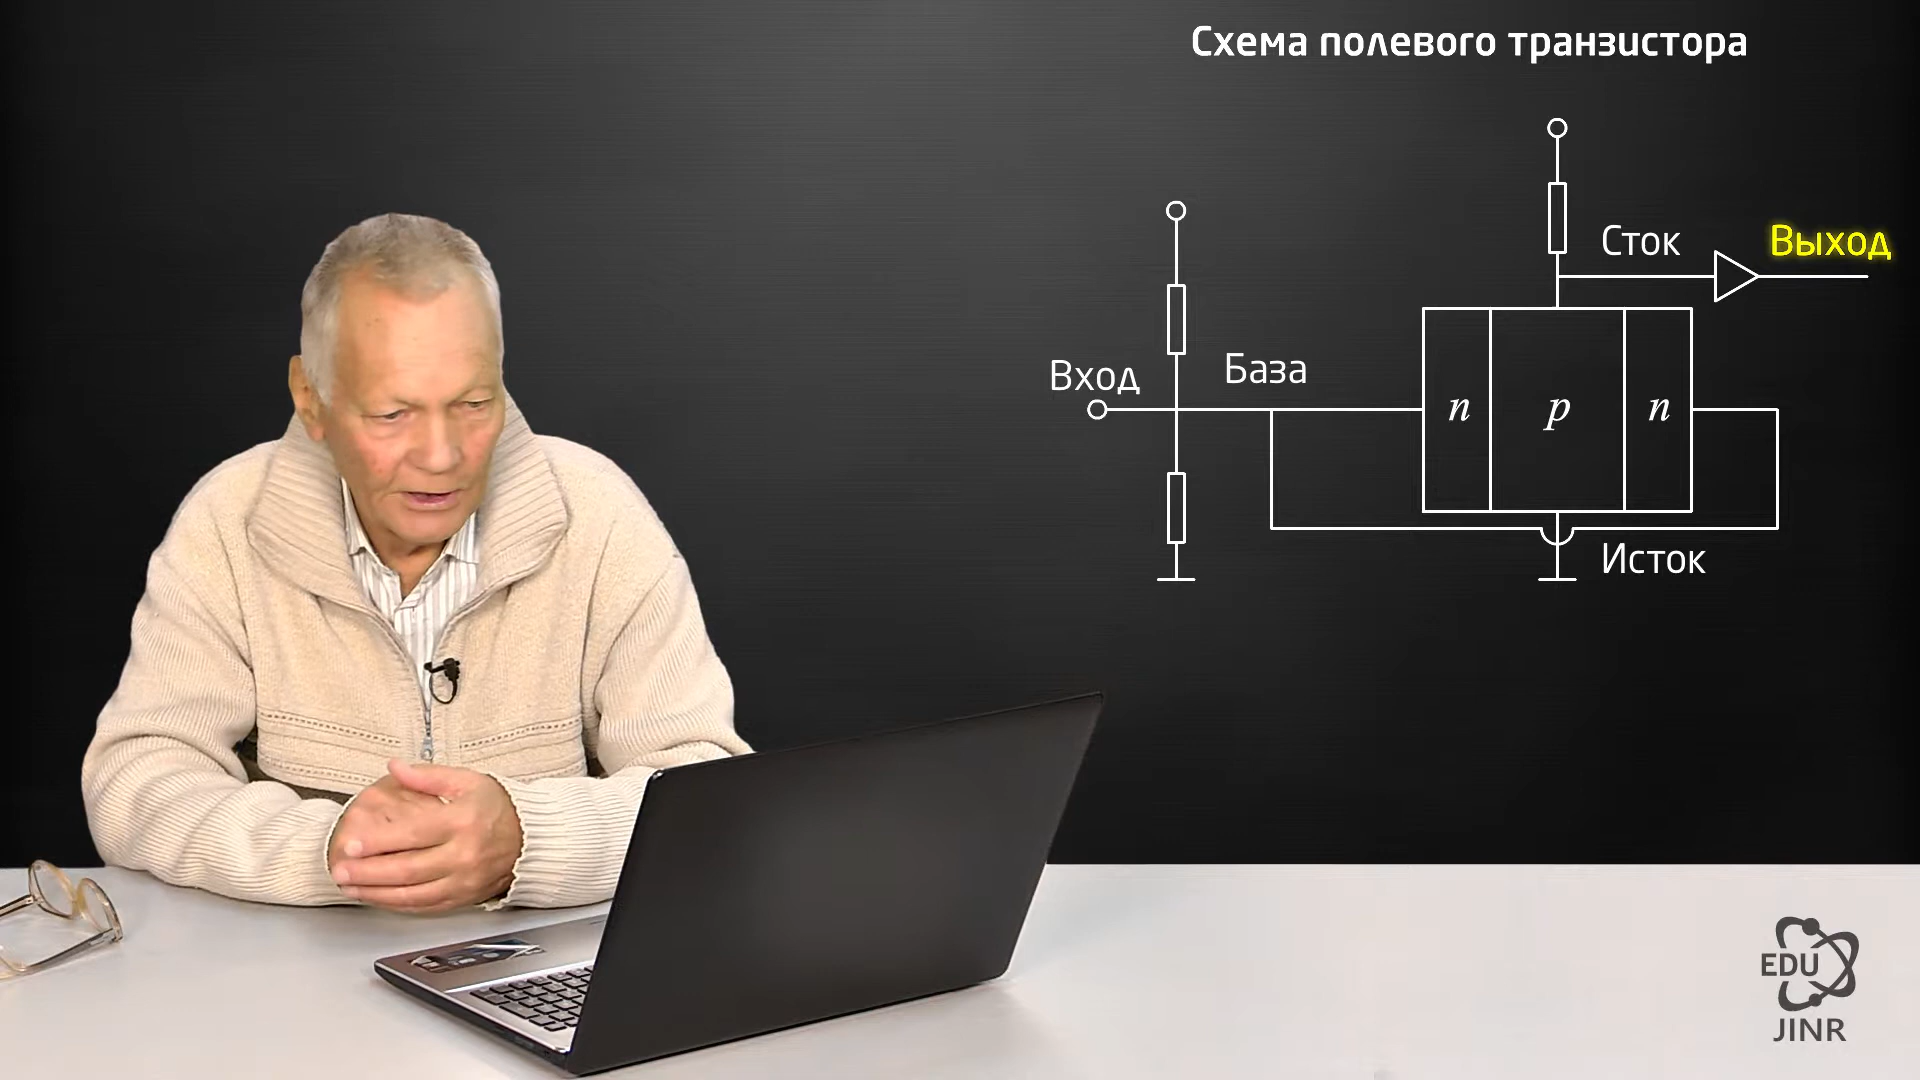 Схема полевого транзистора
Сток
Выход
Вход
База
n
p
n
Исток
EDU
JINR